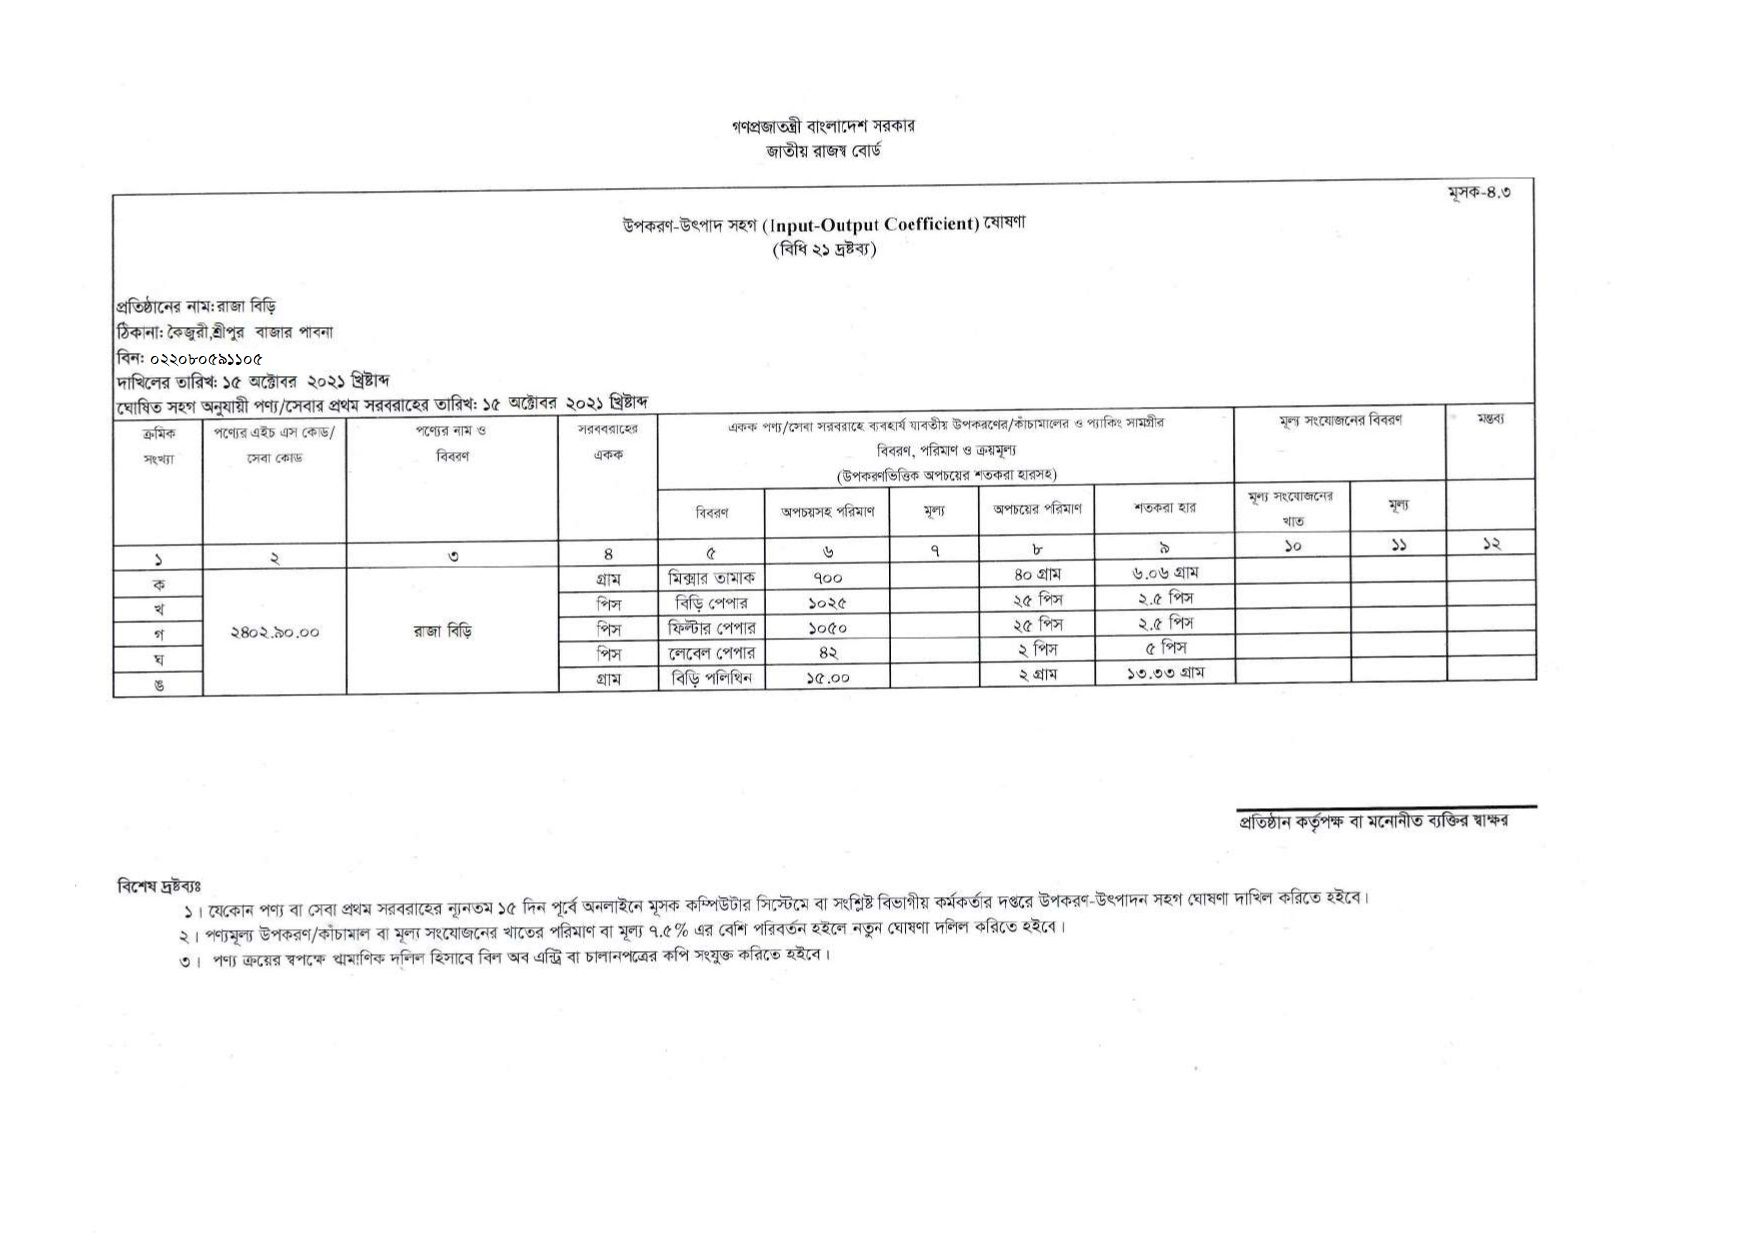 গণপ্রজাতন্ত্রী বাংলাদেশ সরকার
জাতীয় রাজস্ব বোর্ড
মূসক-৪.৩
উপকরণ-উৎপাদ সহগ (Input-Output Coefficient) ঘোষণা
(বিধি ২১ দ্রষ্টব্য)
প্রতিষ্ঠানের নাম:রাজা বিড়ি
ঠিকানা: কৈজুরী,শ্রীপুর বাজার পাবনা
বিন: ০২২০৮০৫৯১১০৫
দাখিলের তারিখ: ১৫ অক্টোবর ২০২১ খ্রিষ্টাব্দ
ঘোষিত সহগ অনুযায়ী পণ্য/সেবার প্রথম সরবরাহের তারিখ: ১৫ অক্টোবর ২০২১ খ্রিষ্টাব্দ
ক্রমিক সংখ্যা
পণ্যের এইচ এস কোড/ সেবা কোড
পণ্যের নাম ও বিবরণ
সরববরাহের একক
একক পণ্য/সেবা সরবরাহে ব্যবহার্য যাবতীয় উপকরণের/কাঁচামালের ও প্যাকিং সামগ্রীর
বিবরণ, পরিমাণ ও ক্রয়মূল্য
(উপকরণভিত্তিক অপচয়ের শতকরা হারসহ)
মূল্য সংযোজনের বিবরণ
মন্তব্য
বিবরণ অপচয়সহ পরিমাণ মূল্য অপচয়ের পরিমাণ শতকরা হার মূল্য সংযোজনের খাত মূল্য
১ ২ ৩ ৪ ৫ ৬ ৭ ৮ ৯ ১০ ১১ ১২
ক গ্রাম মিক্সার তামাক ৭০০ ৪০ গ্রাম ৬.০৬ গ্রাম
খ পিস বিড়ি পেপার ১০২৫ ২৫ পিস ২.৫ পিস
গ ২৪০২.৯০.০০ রাজা বিড়ি পিস ফিল্টার পেপার ১০৫০ ২৫ পিস ২.৫ পিস
ঘ পিস লেবেল পেপার ৪২ ২ পিস ৫ পিস
ঙ গ্রাম বিড়ি পলিথিন ১৫.০০ ২ গ্রাম ১৩.৩৩ গ্রাম
প্রতিষ্ঠান কর্তৃপক্ষ বা মনোনীত ব্যক্তির স্বাক্ষর
বিশেষ দ্রষ্টব্যঃ
১। যেকোন পণ্য বা সেবা প্রথম সরবরাহের ন্যূনতম ১৫ দিন পূর্বে অনলাইনে মূসক কম্পিউটার সিস্টেমে বা সংশ্লিষ্ট বিভাগীয় কর্মকর্তার দপ্তরে উপকরণ-উৎপাদন সহগ ঘোষণা দাখিল করিতে হইবে।
২। পণ্যমূল্য উপকরণ/কাঁচামাল বা মূল্য সংযোজনের খাতের পরিমাণ বা মূল্য ৭.৫% এর বেশি পরিবর্তন হইলে নতুন ঘোষণা দলিল করিতে হইবে।
৩। পণ্য ক্রয়ের স্বপক্ষে প্রামাণিক দলিল হিসাবে বিল অব এন্ট্রি বা চালানপত্রের কপি সংযুক্ত করিতে হইবে।